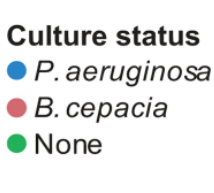 Culture status
P. aeruginosa
B. cepacia
None